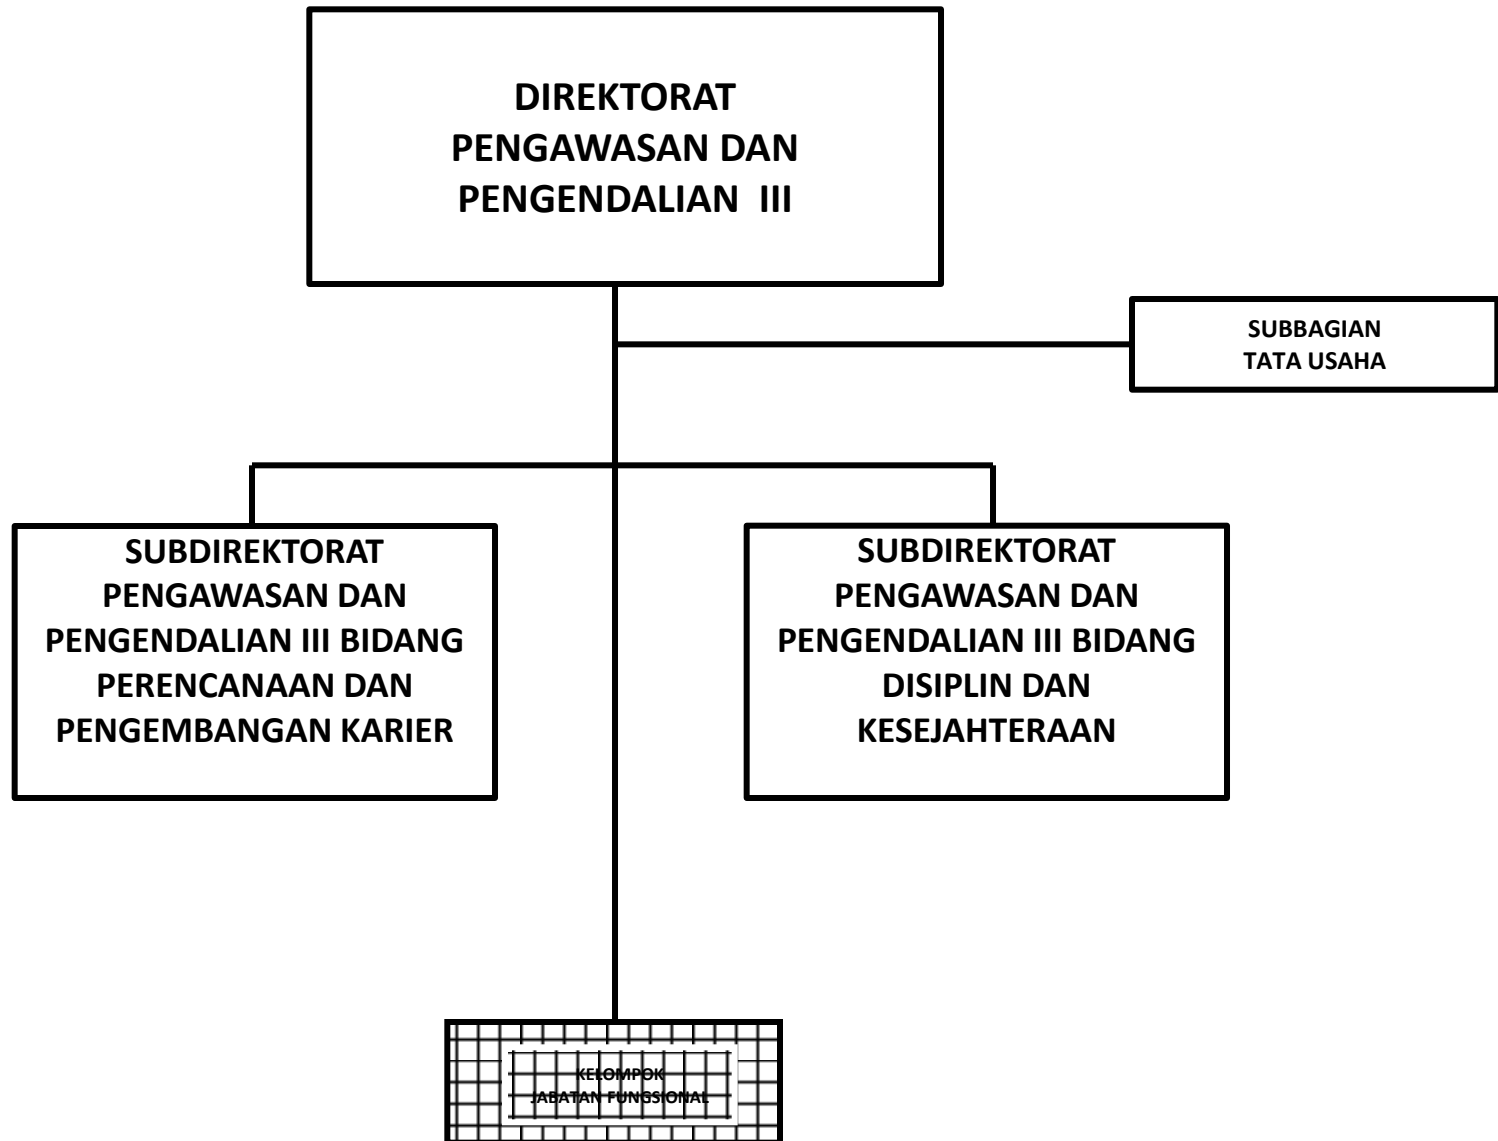 DIREKTORAT
PENGAWASAN DAN
PENGENDALIAN III
SUBBAGIAN
TATA USAHA
SUBDIREKTORAT
PENGAWASAN DAN
PENGENDALIAN III BIDANG
PERENCANAAN DAN
PENGEMBANGAN KARIER
SUBDIREKTORAT
PENGAWASAN DAN
PENGENDALIAN III BIDANG
DISIPLIN DAN
KESEJAHTERAAN
KELOMPOK
JABATAN FUNGSIONAL